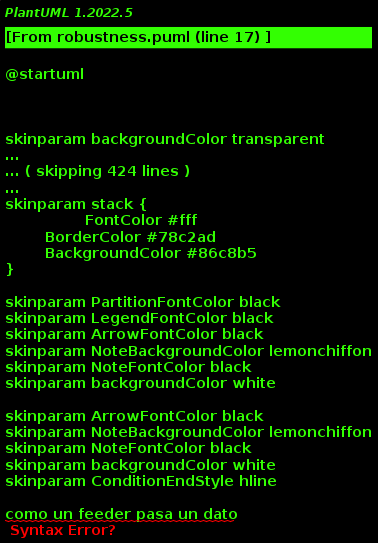 PlantUML 1.2022.5
[From robustness.puml (line 17) ]
@startuml
skinparam backgroundColor transparent
...
... ( skipping 424 lines )
...
skinparam stack {
FontColor #fff
BorderColor #78c2ad
BackgroundColor #86c8b5
}
skinparam PartitionFontColor black
skinparam LegendFontColor black
skinparam ArrowFontColor black
skinparam NoteBackgroundColor lemonchiffon
skinparam NoteFontColor black
skinparam backgroundColor white
skinparam ArrowFontColor black
skinparam NoteBackgroundColor lemonchiffon
skinparam NoteFontColor black
skinparam backgroundColor white
skinparam ConditionEndStyle hline
como un feeder pasa un dato
Syntax Error?